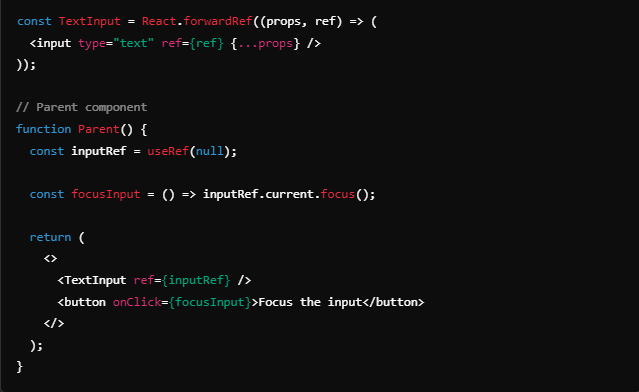 const TextInput = React.forwardRef((props, ref) => (
  <input type="text" ref={ref} {...props} />
));

// Parent component
function Parent() {
  const inputRef = useRef(null);

  const focusInput = () => inputRef.current.focus();

  return (
    <>
      <TextInput ref={inputRef} />
      <button onClick={focusInput}>Focus the input</button>
    </>
  );
}